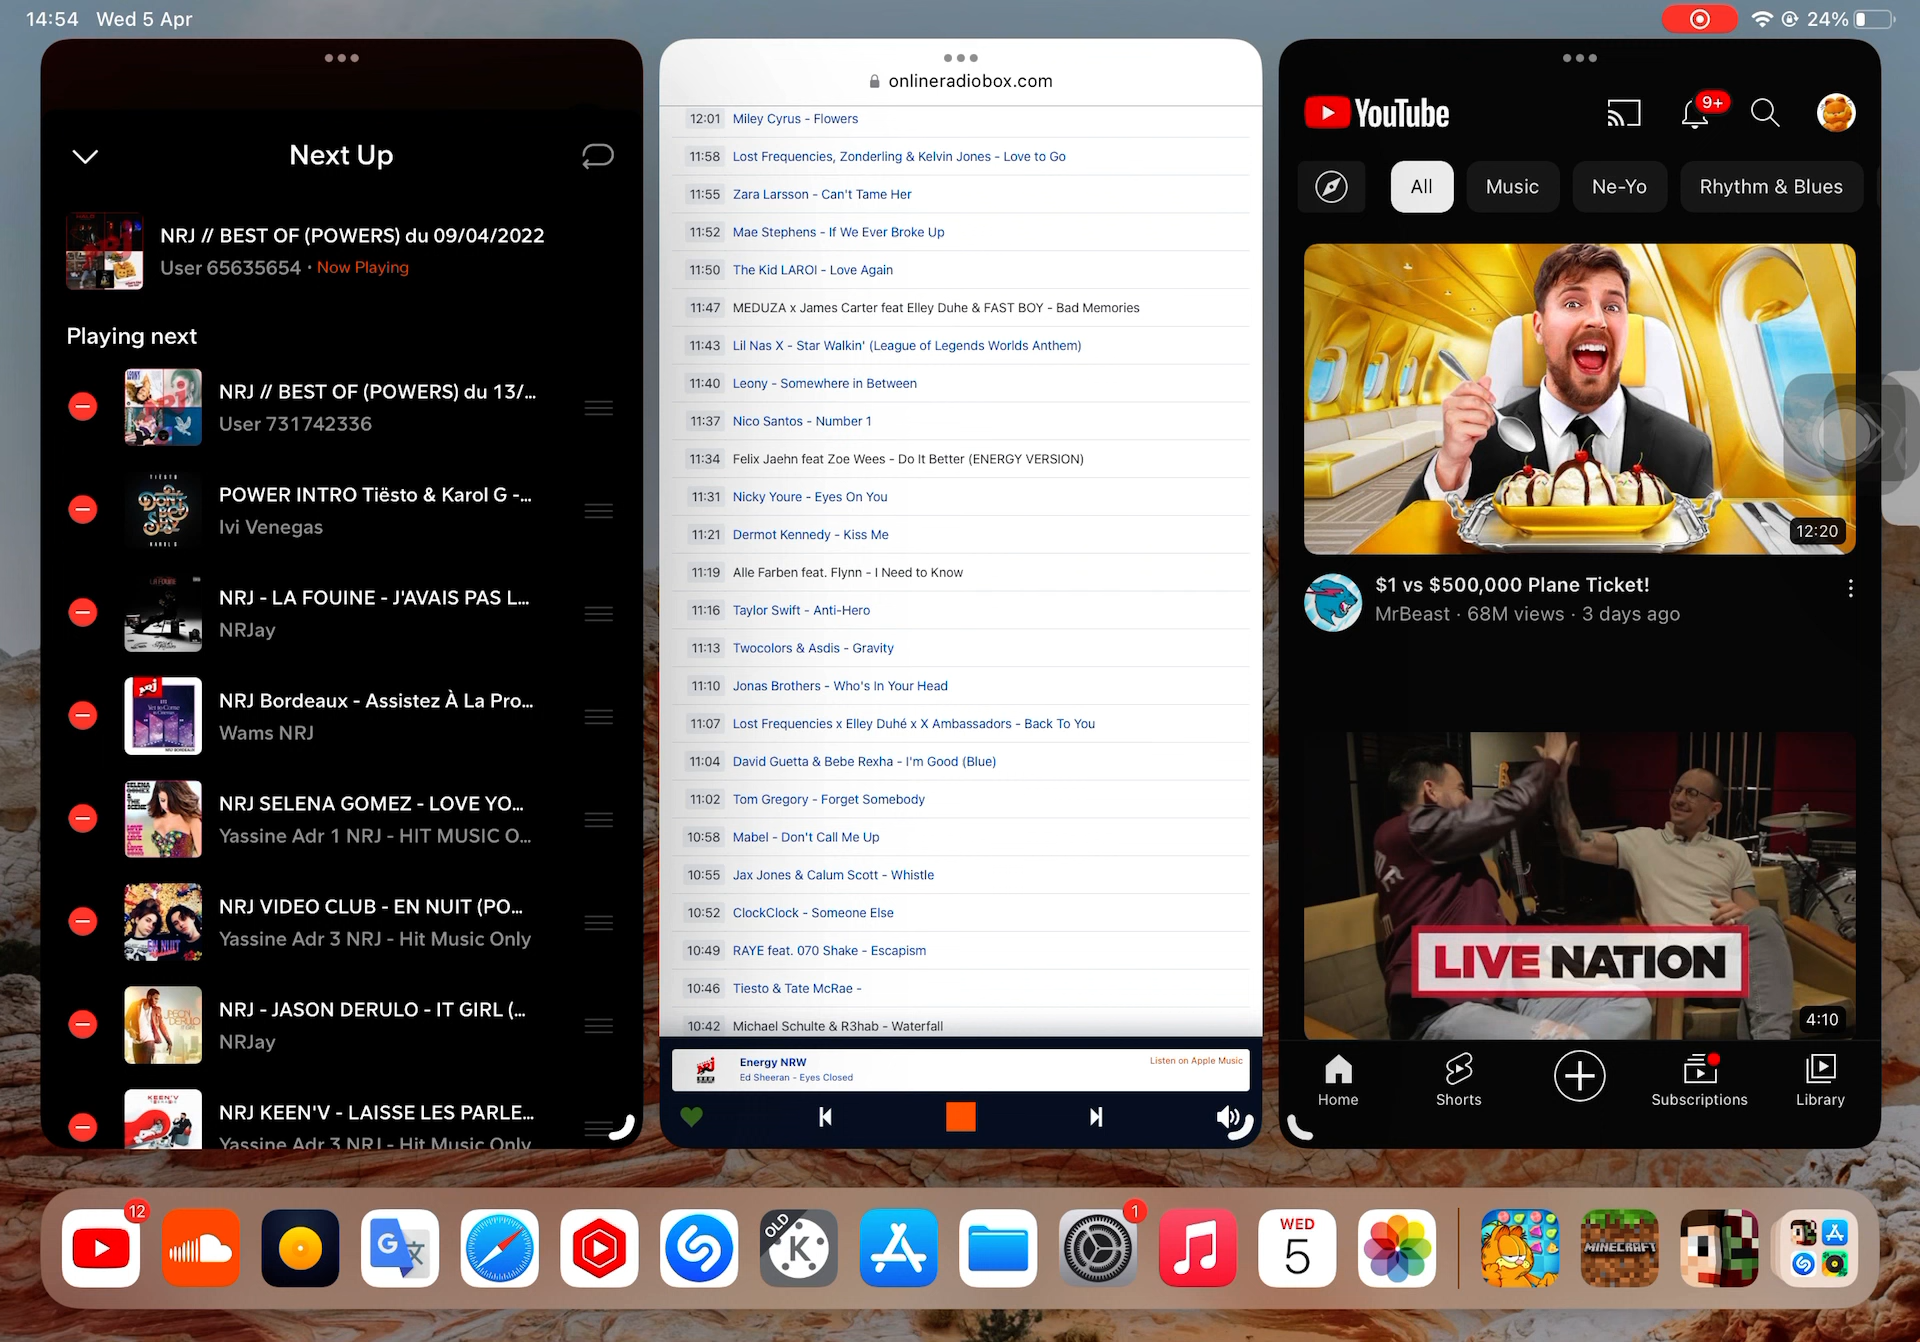 14:54 Wed 5 Apr
24%
Next Up
NRJ // BEST OF (POWERS) du 09/04/2022
User 65635654 · Now Playing
Playing next
NRJ // BEST OF (POWERS) du 13/...
User 731742336
POWER INTRO Tiësto & Karol G -...
Ivi Venegas
NRJ - LA FOUINE - J'AVAIS PAS L...
NRJay
NRJ Bordeaux - Assistez À La Pro...
Wams NRJ
NRJ SELENA GOMEZ - LOVE YO...
Yassine Adr 1 NRJ - HIT MUSIC O...
NRJ VIDEO CLUB - EN NUIT (PO...
Yassine Adr 3 NRJ - Hit Music Only
NRJ - JASON DERULO - IT GIRL (...
NRJay
NRJ KEEN'V - LAISSE LES PARLE...
Yassine Adr 3 NRJ - Hit Music Only
onlineradiobox.com
12:01 Miley Cyrus - Flowers
11:58 Lost Frequencies, Zonderling & Kelvin Jones - Love to Go
11:55 Zara Larsson - Can't Tame Her
11:52 Mae Stephens - If We Ever Broke Up
11:50 The Kid LAROI - Love Again
11:47 MEDUZA x James Carter feat Elley Duhe & FAST BOY - Bad Memories
11:43 Lil Nas X - Star Walkin' (League of Legends Worlds Anthem)
11:40 Leony - Somewhere in Between
11:37 Nico Santos - Number 1
11:34 Felix Jaehn feat Zoe Wees - Do It Better (ENERGY VERSION)
11:31 Nicky Youre - Eyes On You
11:21 Dermot Kennedy - Kiss Me
11:19 Alle Farben feat. Flynn - I Need to Know
11:16 Taylor Swift - Anti-Hero
11:13 Twocolors & Asdis - Gravity
11:10 Jonas Brothers - Who's In Your Head
11:07 Lost Frequencies x Elley Duhé x X Ambassadors - Back To You
11:04 David Guetta & Bebe Rexha - I'm Good (Blue)
11:02 Tom Gregory - Forget Somebody
10:58 Mabel - Don't Call Me Up
10:55 Jax Jones & Calum Scott - Whistle
10:52 ClockClock - Someone Else
10:49 RAYE feat. 070 Shake - Escapism
10:46 Tiesto & Tate McRae -
10:42 Michael Schulte & R3hab - Waterfall
Energy NRW
Ed Sheeran - Eyes Closed
Listen on Apple Music
YouTube
9+
All Music Ne-Yo Rhythm & Blues
12:20
$1 vs $500,000 Plane Ticket!
MrBeast · 68M views · 3 days ago
LIVE NATION
4:10
Home Shorts Subscriptions Library
12
OLD
K
1
WED
5
MINECRAFT